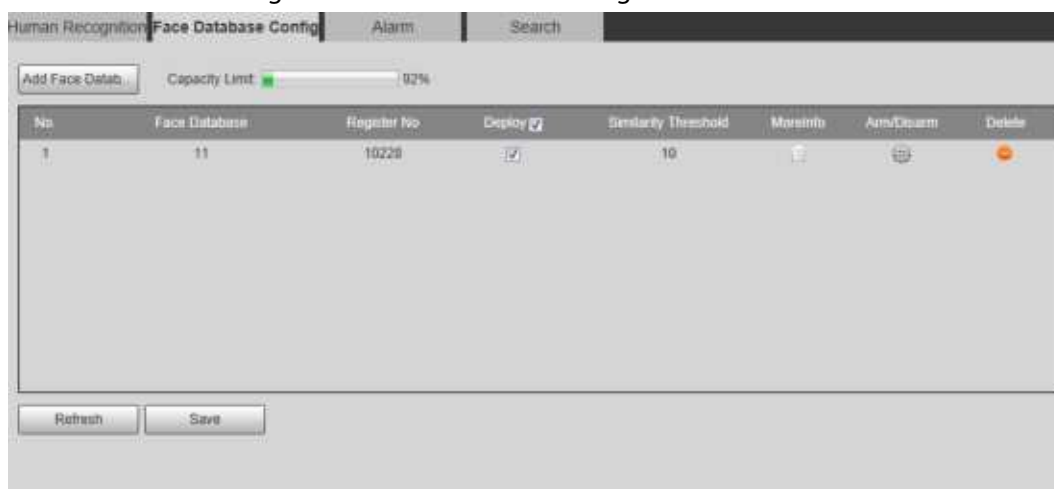 Human Recognition Face Database Config Alarm Search
Add Face Datab... Capacity Limit 92%
No. Face Database Register No Deploy Similarity Threshold MoreInfo Arm/Disarm Delete
1 11 10228 10
Refresh Save